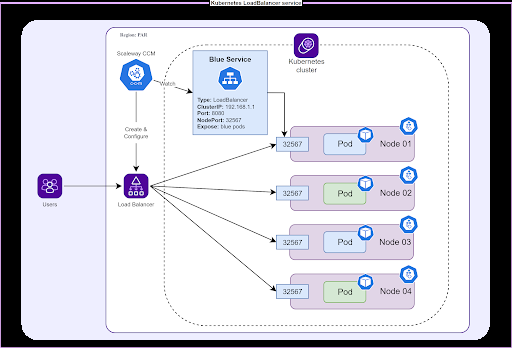 Kubernetes LoadBalancer service
Region: PAR
Scaleway CCM
Watch
Blue Service
Type: LoadBalancer
ClusterIP: 192.168.1.1
Port: 8080
NodePort: 32567
Expose: blue pods
Kubernetes
cluster
Create &
Configure
Users
Load Balancer
32567
Pod
Node 01
32567
Pod
Node 02
32567
Pod
Node 03
32567
Pod
Node 04